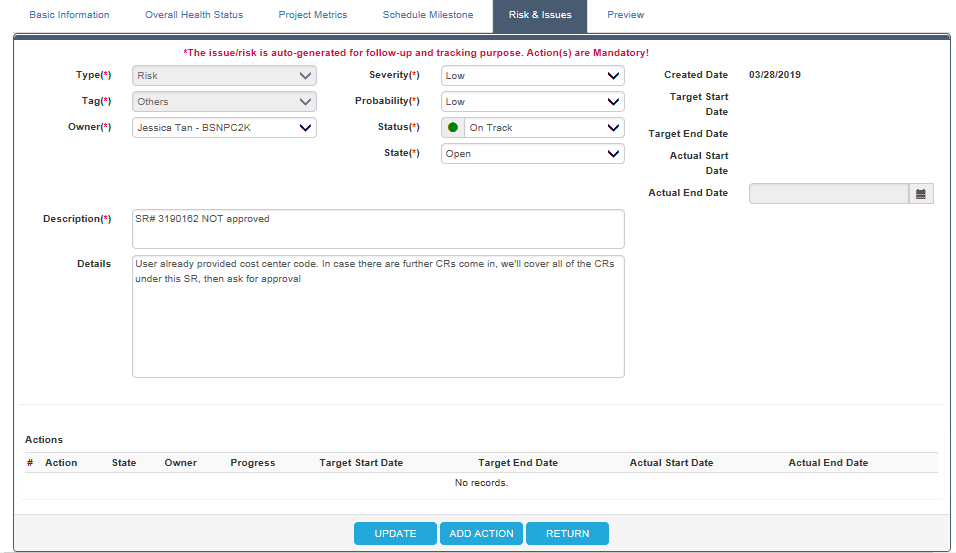 Basic Information Overall Health Status Project Metrics Schedule Milestone Risk & Issues Preview
*The issue/risk is auto-generated for follow-up and tracking purpose. Action(s) are Mandatory!
Type(*) Risk Severity(*) Low Created Date 03/28/2019
Tag(*) Others Probability(*) Low Target Start
Date
Owner(*) Jessica Tan - BSNPC2K Status(*) On Track Target End Date
State(*) Open Actual Start
Date
Actual End Date
Description(*) SR# 3190162 NOT approved
Details User already provided cost center code. In case there are further CRs come in, we'll cover all of the CRs
under this SR, then ask for approval
Actions
# Action State Owner Progress Target Start Date Target End Date Actual Start Date Actual End Date
No records.
UPDATE ADD ACTION RETURN